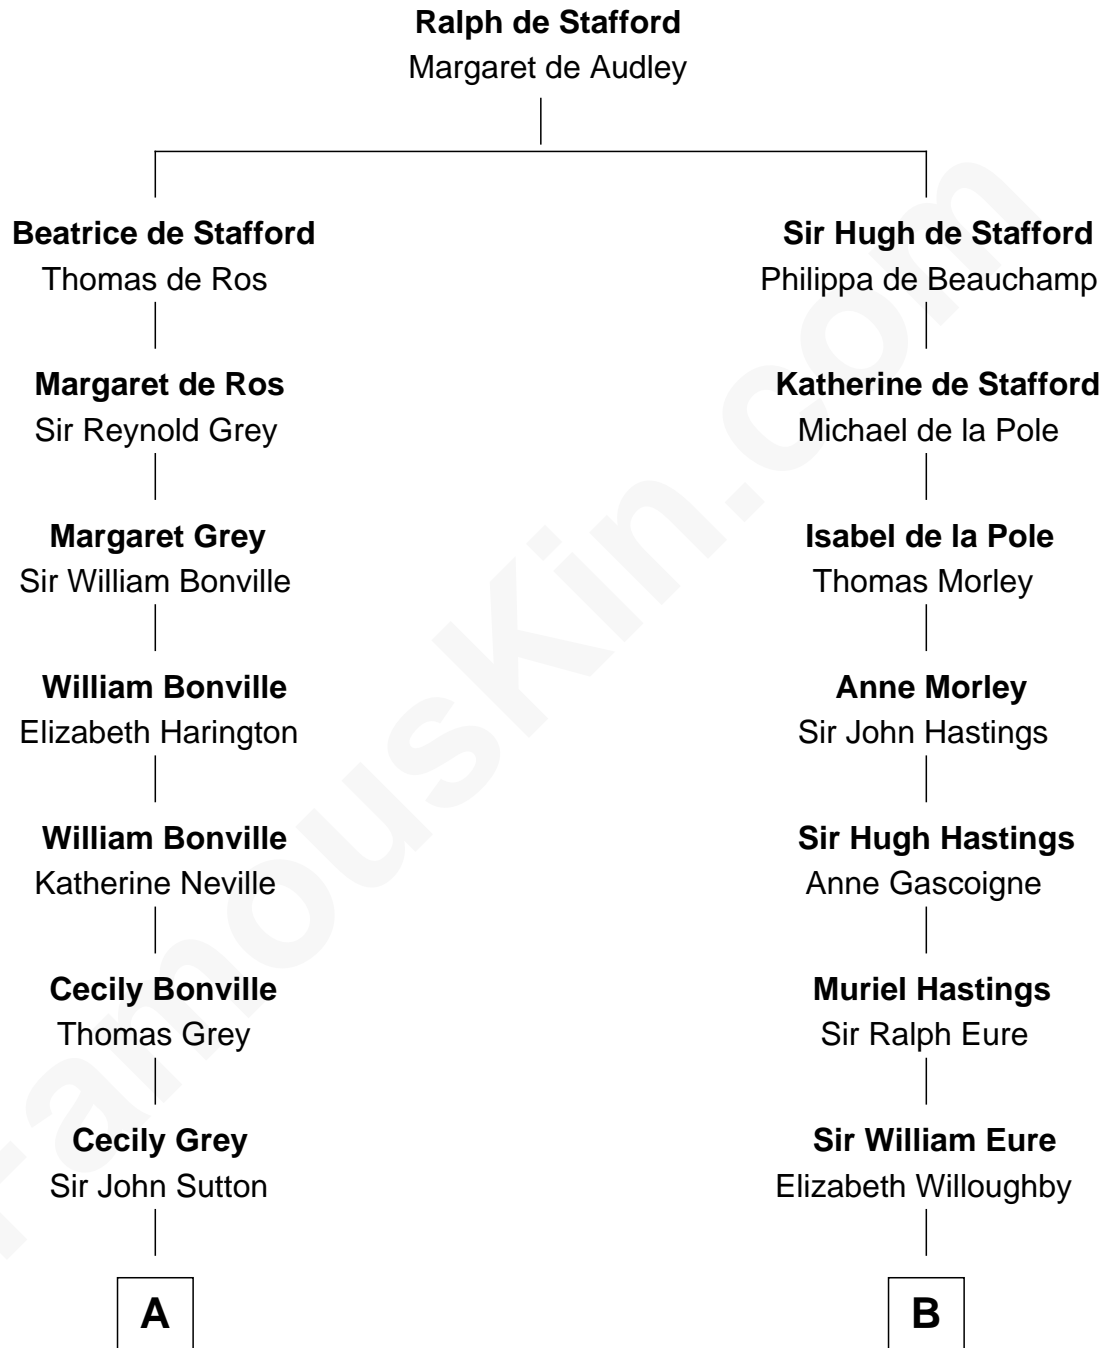 Ralph de Stafford
Margaret de Audley
Beatrice de Stafford
Thomas de Ros
Sir Hugh de Stafford
Philippa de Beauchamp
Margaret de Ros
Sir Reynold Grey
Katherine de Stafford
Michael de la Pole
Margaret Grey
Sir William Bonville
Isabel de la Pole
Thomas Morley
William Bonville
Elizabeth Harington
Anne Morley
Sir John Hastings
William Bonville
Katherine Neville
Sir Hugh Hastings
Anne Gascoigne
Cecily Bonville
Thomas Grey
Muriel Hastings
Sir Ralph Eure
Cecily Grey
Sir John Sutton
Sir William Eure
Elizabeth Willoughby
A
B
FamousKin.com